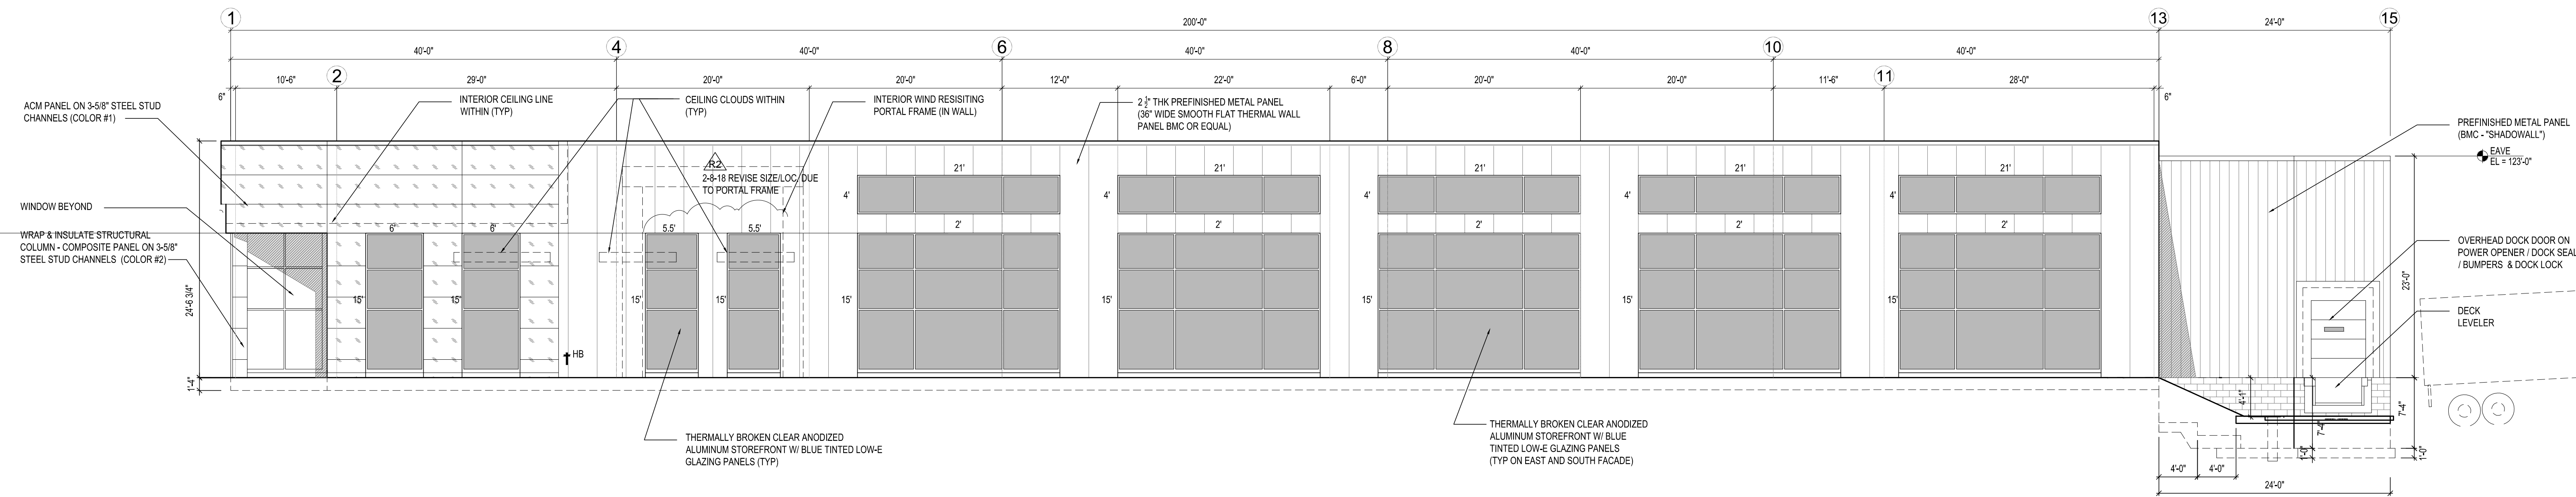 1
13
15
200'-0"
24'-0"
4
6
8
10
40'-0"
40'-0"
40'-0"
40'-0"
40'-0"
2
11
10'-6"
29'-0"
20'-0"
20'-0"
12'-0"
22'-0"
6'-0"
20'-0"
20'-0"
11'-6"
28'-0"
6"
6"
ACM PANEL ON 3-5/8" STEEL STUD
CHANNELS (COLOR #1)
INTERIOR CEILING LINE
WITHIN (TYP)
CEILING CLOUDS WITHIN
(TYP)
INTERIOR WIND RESISITING
PORTAL FRAME (IN WALL)
2 ½" THK PREFINISHED METAL PANEL
(36" WIDE SMOOTH FLAT THERMAL WALL
PANEL BMC OR EQUAL)
PREFINISHED METAL PANEL
(BMC - "SHADOWALL")
EAVE
EL = 123'-0"
R2
2-8-18 REVISE SIZE/LOC. DUE
TO PORTAL FRAME
21'
21'
21'
21'
21'
4'
4'
4'
4'
4'
WINDOW BEYOND
WRAP & INSULATE STRUCTURAL
COLUMN - COMPOSITE PANEL ON 3-5/8"
STEEL STUD CHANNELS (COLOR #2)
6'
6'
5.5'
5.5'
2'
2'
2'
2'
2'
OVERHEAD DOCK DOOR ON
POWER OPENER / DOCK SEAL
/ BUMPERS & DOCK LOCK
24'-6 3/4"
15'
15'
15'
15'
15'
15'
15'
15'
15'
23'-0"
DECK
LEVELER
HB
1'-4"
4'-1"
7'-4"
7'-4"
1'-0"
1'-0"
THERMALLY BROKEN CLEAR ANODIZED
ALUMINUM STOREFRONT W/ BLUE TINTED LOW-E
GLAZING PANELS (TYP)
THERMALLY BROKEN CLEAR ANODIZED
ALUMINUM STOREFRONT W/ BLUE
TINTED LOW-E GLAZING PANELS
(TYP ON EAST AND SOUTH FACADE)
4'-0"
4'-0"
24'-0"